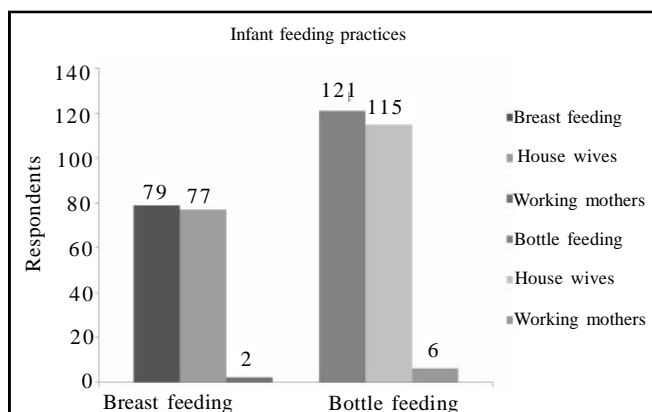 Infant feeding practices
140
120
100
80
60
40
20
0
Respondents
79
77
2
121
115
6
Breast feeding
Bottle feeding
Breast feeding
House wives
Working mothers
Bottle feeding
House wives
Working mothers